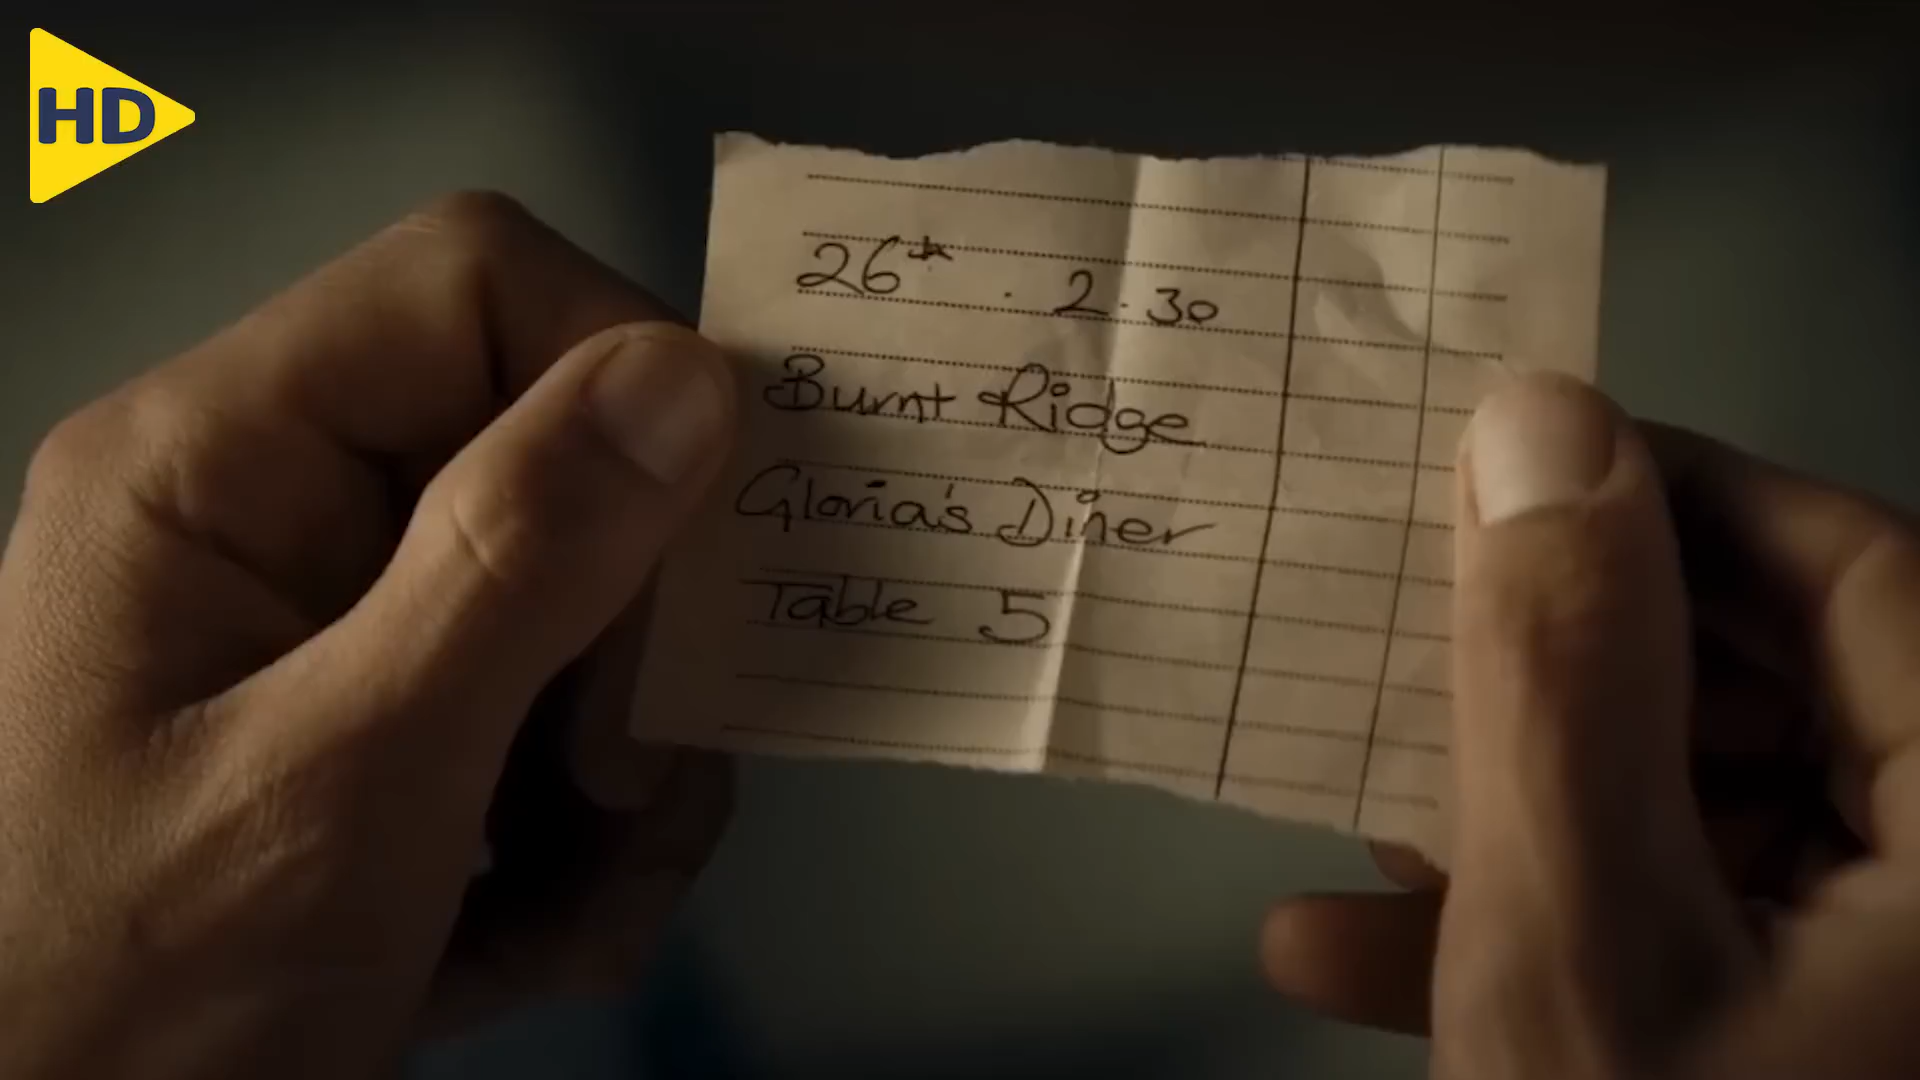 HD
26th . 2.30
Burnt Ridge
Gloria's Diner
Table 5